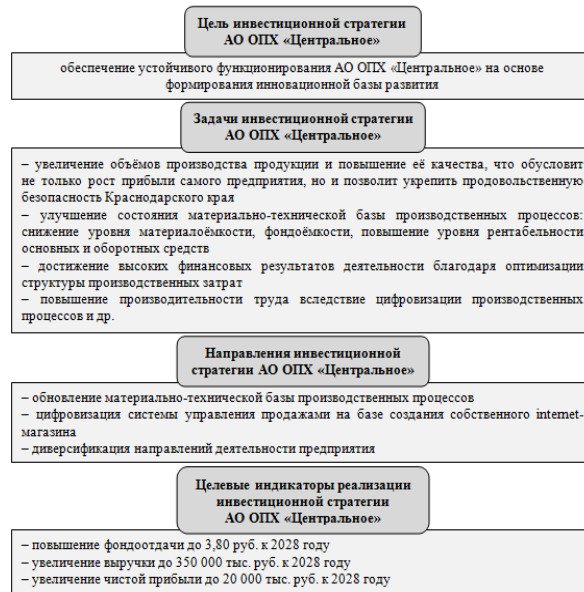 Цель инвестиционной стратегии
АО ОПХ «Центральное»
обеспечение устойчивого функционирования АО ОПХ «Центральное» на основе
формирования инновационной базы развития
Задачи инвестиционной стратегии
АО ОПХ «Центральное»
– увеличение объёмов производства продукции и повышение её качества, что обусловит
не только рост прибыли самого предприятия, но и позволит укрепить продовольственную
безопасность Краснодарского края
– улучшение состояния материально-технической базы производственных процессов:
снижение уровня материалоёмкости, фондоёмкости, повышение уровня рентабельности
основных и оборотных средств
– достижение высоких финансовых результатов деятельности благодаря оптимизации
структуры производственных затрат
– повышение производительности труда вследствие цифровизации производственных
процессов и др.
Направления инвестиционной
стратегии АО ОПХ «Центральное»
– обновление материально-технической базы производственных процессов
– цифровизация системы управления продажами на базе создания собственного internet-
магазина
– диверсификация направлений деятельности предприятия
Целевые индикаторы реализации
инвестиционной стратегии
АО ОПХ «Центральное»
– повышение фондоотдачи до 3,80 руб. к 2028 году
– увеличение выручки до 350 000 тыс. руб. к 2028 году
– увеличение чистой прибыли до 20 000 тыс. руб. к 2028 году